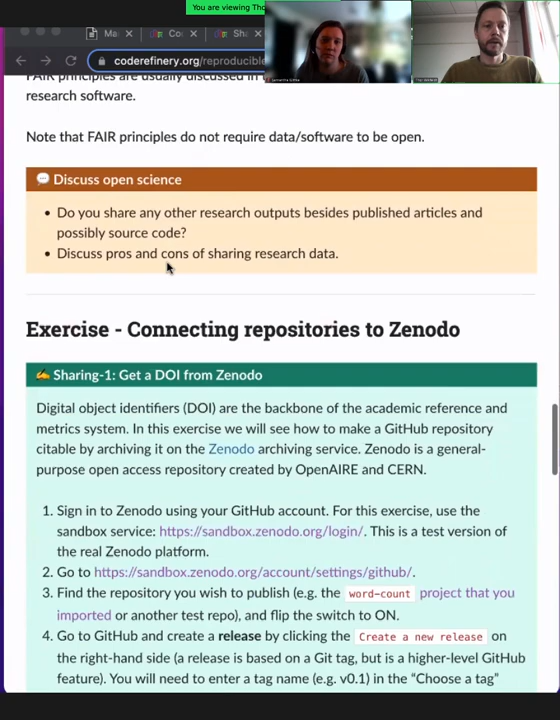 You are viewing Tho
Ma
Co
Sha
coderefinery.org/reproducible
FAIR principles are usually discussed in
research software.
Note that FAIR principles do not require data/software to be open.
💬 Discuss open science
• Do you share any other research outputs besides published articles and
possibly source code?
• Discuss pros and cons of sharing research data.
Exercise - Connecting repositories to Zenodo
✍️ Sharing-1: Get a DOI from Zenodo
Digital object identifiers (DOI) are the backbone of the academic reference and
metrics system. In this exercise we will see how to make a GitHub repository
citable by archiving it on the Zenodo archiving service. Zenodo is a general-
purpose open access repository created by OpenAIRE and CERN.
1. Sign in to Zenodo using your GitHub account. For this exercise, use the
sandbox service: https://sandbox.zenodo.org/login/. This is a test version of
the real Zenodo platform.
2. Go to https://sandbox.zenodo.org/account/settings/github/.
3. Find the repository you wish to publish (e.g. the word-count project that you
imported or another test repo), and flip the switch to ON.
4. Go to GitHub and create a release by clicking the Create a new release on
the right-hand side (a release is based on a Git tag, but is a higher-level GitHub
feature). You will need to enter a tag name (e.g. v0.1) in the “Choose a tag”